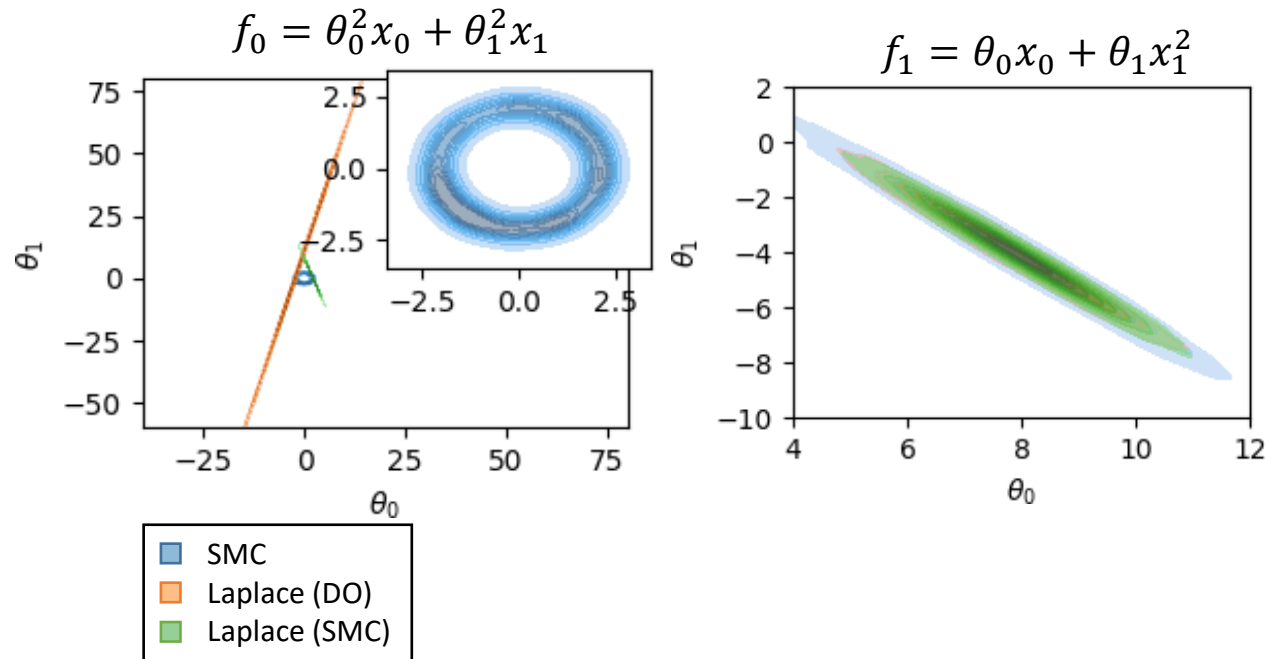 f₀ = θ₀²x₀ + θ₁²x₁
f₁ = θ₀x₀ + θ₁x₁²
75
50
25
0
−25
−50
θ₁
−25 0 25 50 75
θ₀
2.5
0.0
−2.5
−2.5 0.0 2.5
2
0
−2
−4
−6
−8
−10
θ₁
4 6 8 10 12
θ₀
SMC
Laplace (DO)
Laplace (SMC)